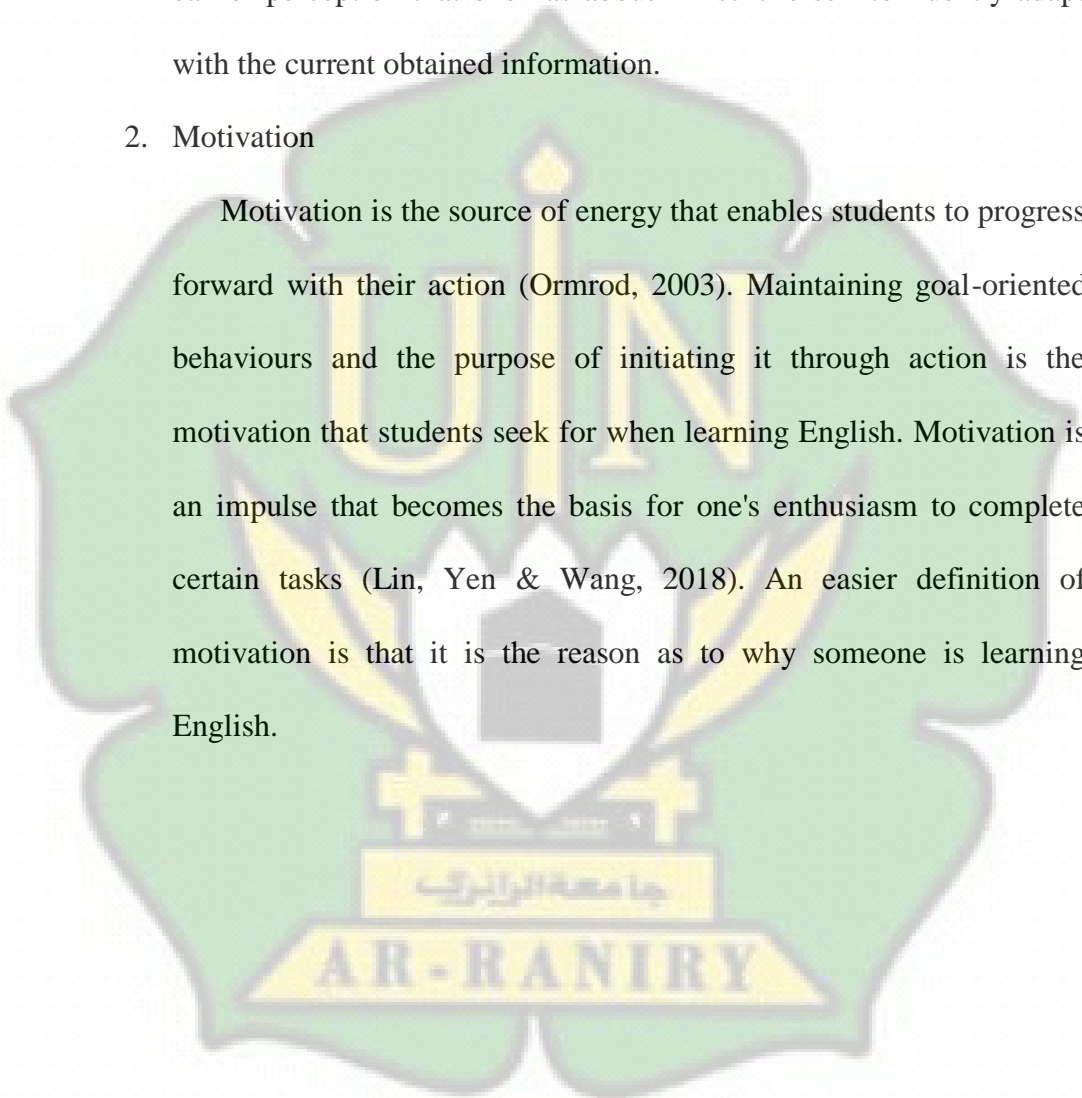 with the current obtained information.
2. Motivation
Motivation is the source of energy that enables students to progress
forward with their action (Ormrod, 2003). Maintaining goal-oriented
behaviours and the purpose of initiating it through action is the
motivation that students seek for when learning English. Motivation is
an impulse that becomes the basis for one's enthusiasm to complete
certain tasks (Lin, Yen & Wang, 2018). An easier definition of
motivation is that it is the reason as to why someone is learning
English.
UIN
جامعة الرانري
AR-RANIRY